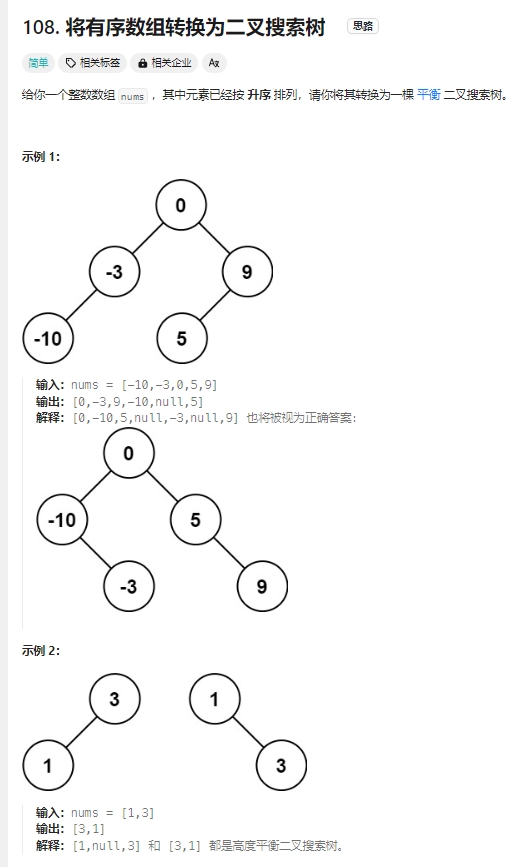 108. 将有序数组转换为二叉搜索树 思路
简单 相关标签 相关企业 Aₓ
给你一个整数数组 nums ，其中元素已经按 升序 排列，请你将其转换为一棵 平衡 二叉搜索树。
示例 1：
0
-3 9
-10 5
输入：nums = [-10,-3,0,5,9]
输出：[0,-3,9,-10,null,5]
解释：[0,-10,5,null,-3,null,9] 也将被视为正确答案：
0
-10 5
-3 9
示例 2：
3 1
1 3
输入：nums = [1,3]
输出：[3,1]
解释：[1,null,3] 和 [3,1] 都是高度平衡二叉搜索树。